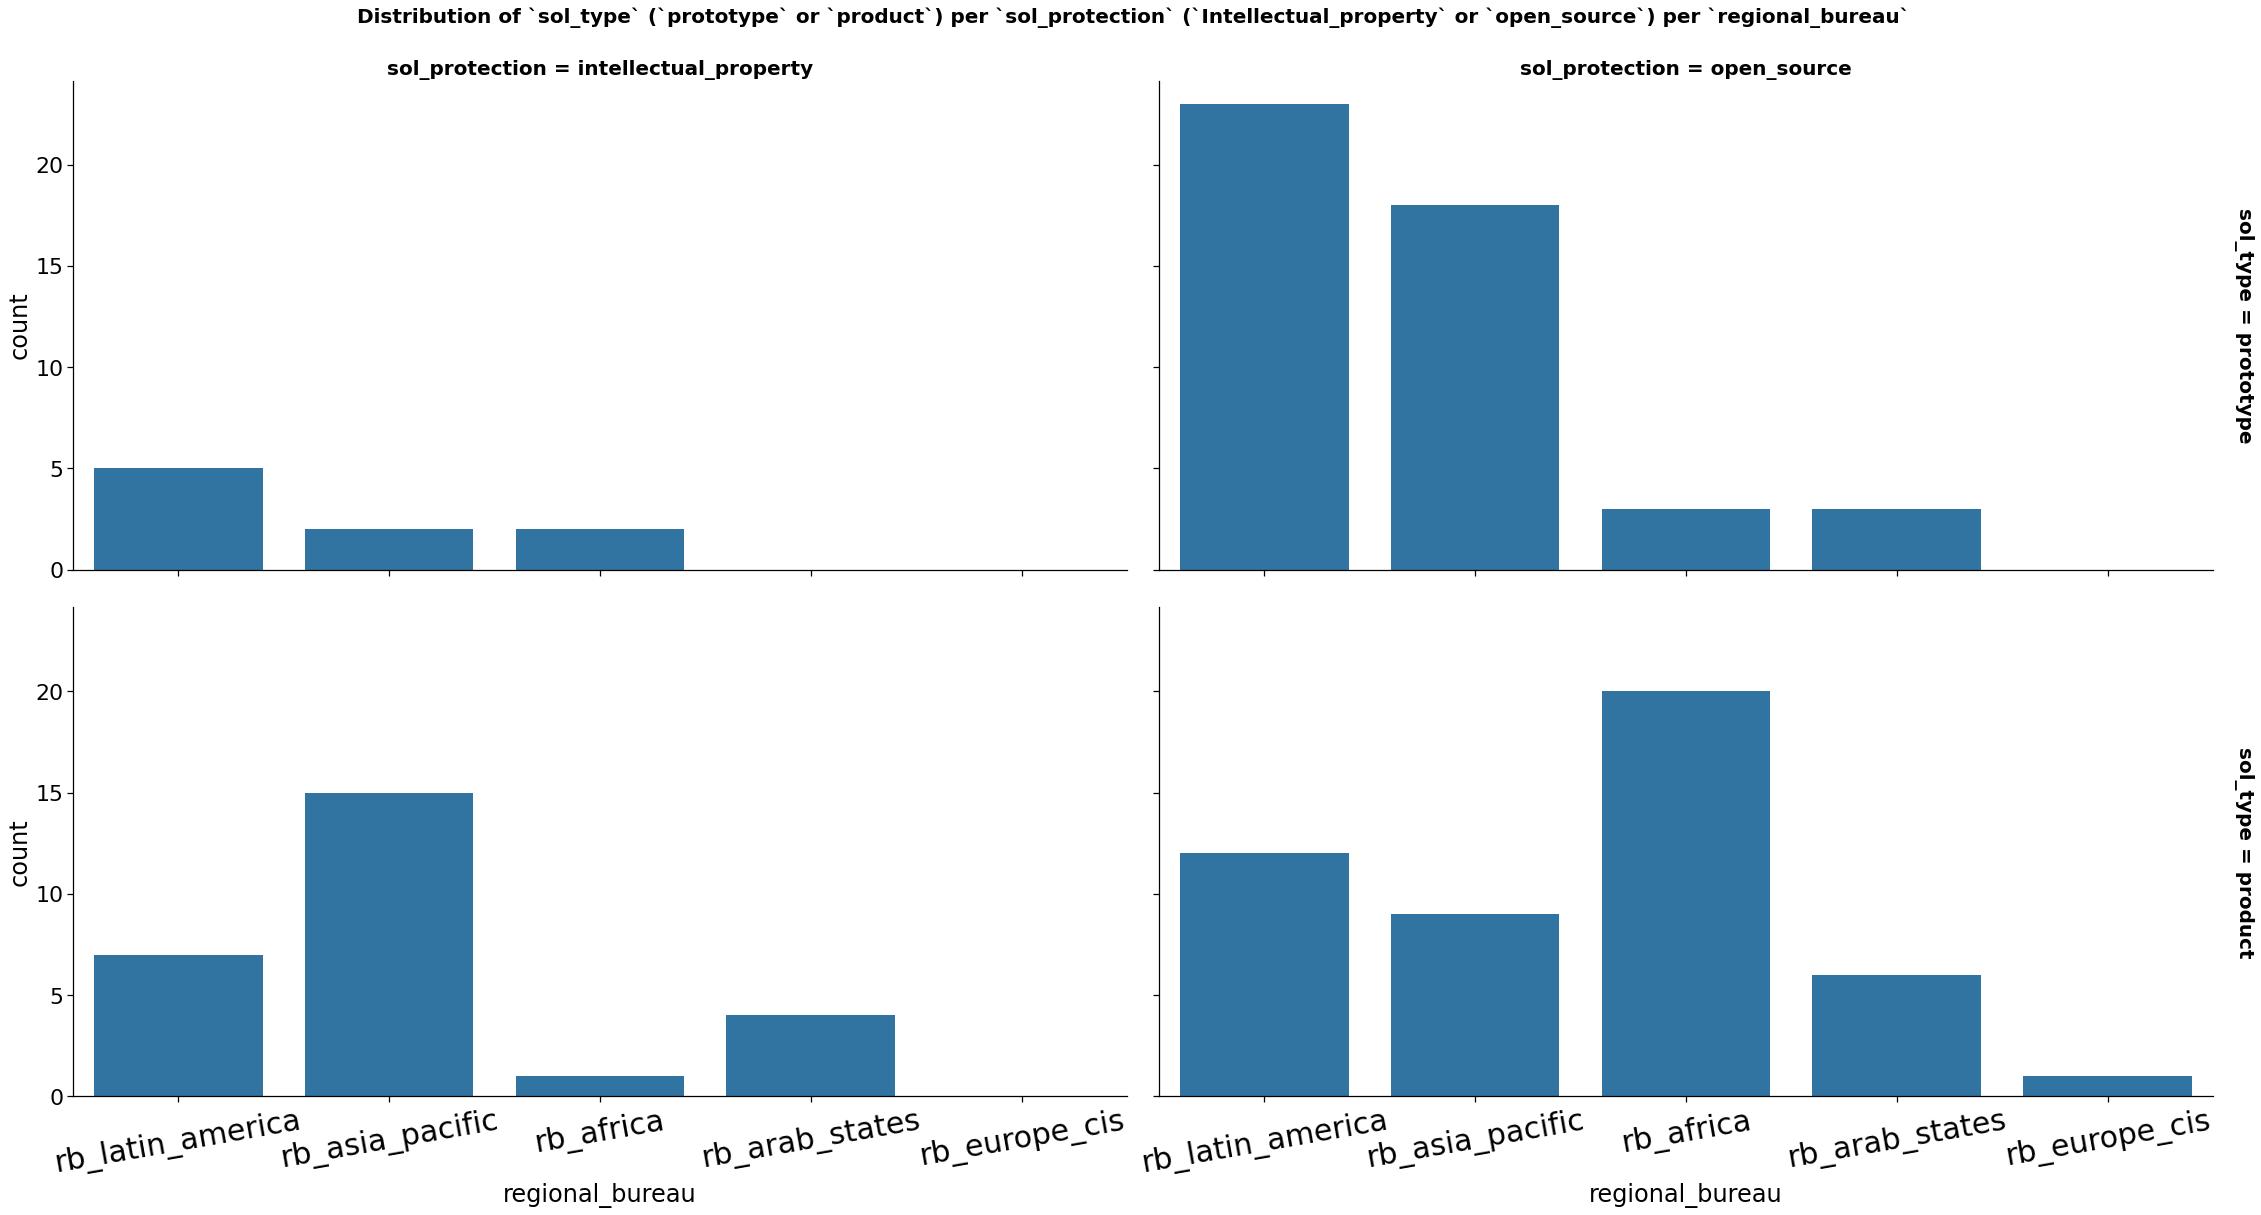 Distribution of `sol_type` (`prototype` or `product`) per `sol_protection` (`Intellectual_property` or `open_source`) per `regional_bureau`
sol_protection = intellectual_property
sol_protection = open_source
20
15
10
5
0
count
sol_type = prototype
20
15
10
5
0
count
sol_type = product
rb_latin_america
rb_asia_pacific
rb_africa
rb_arab_states
rb_europe_cis
rb_latin_america
rb_asia_pacific
rb_africa
rb_arab_states
rb_europe_cis
regional_bureau
regional_bureau